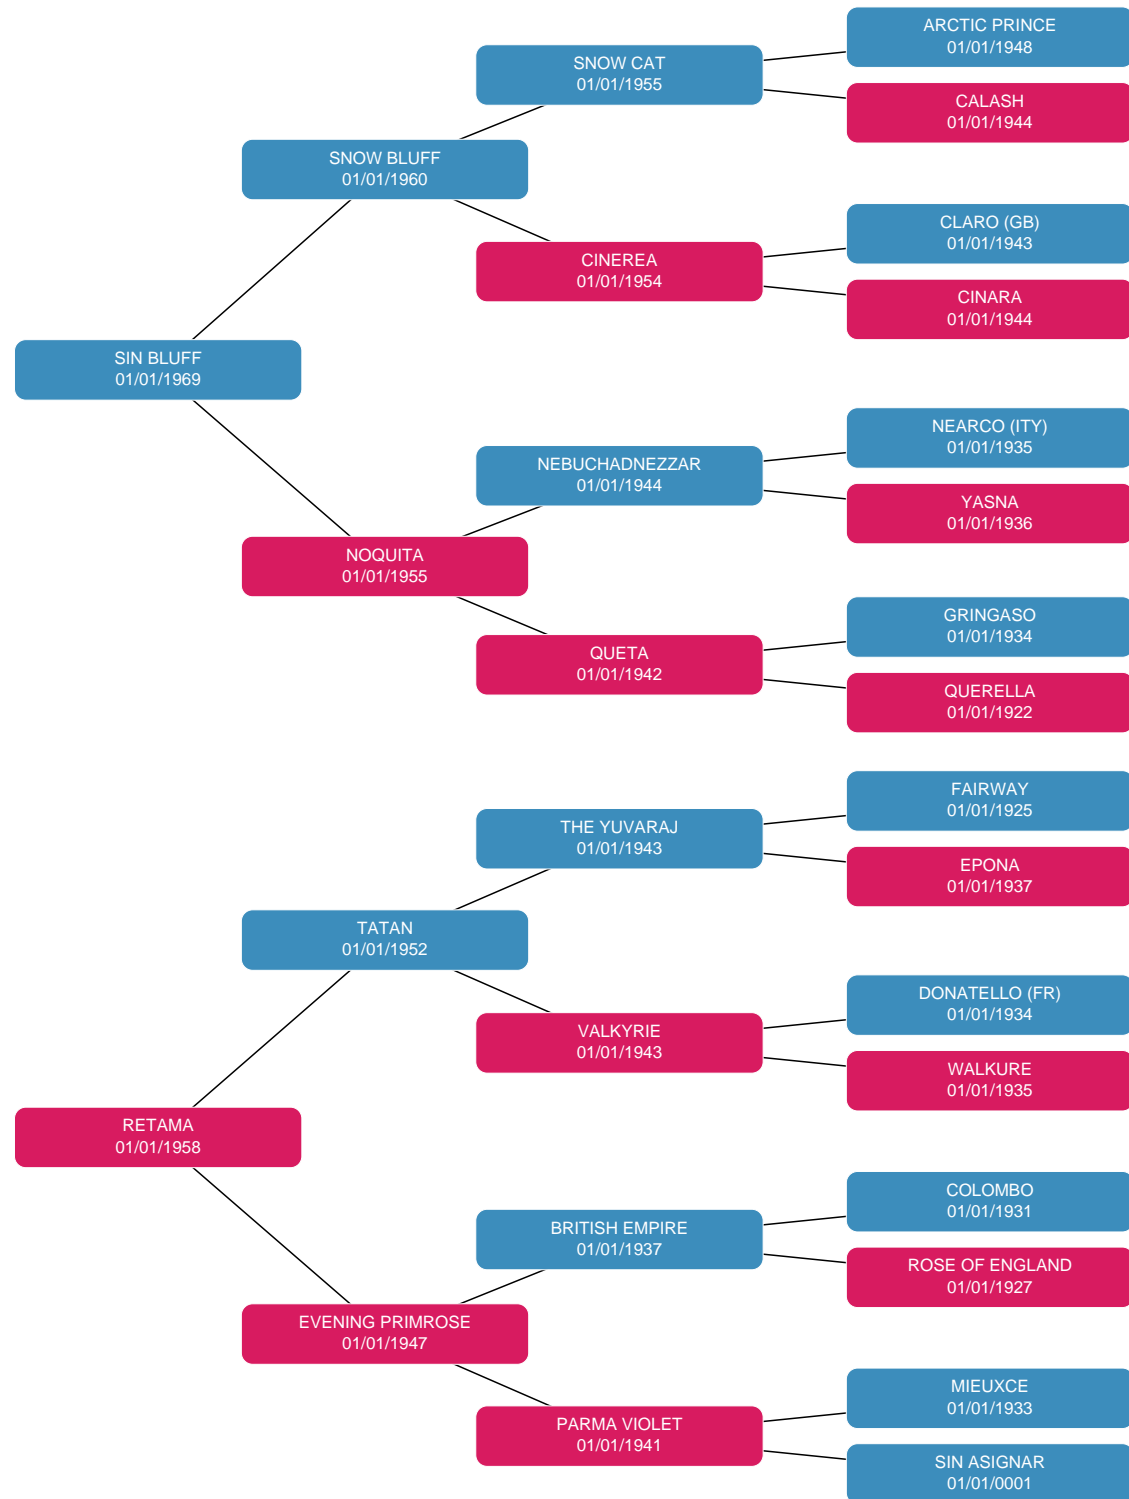 ARCTIC PRINCE
01/01/1948
SNOW CAT
01/01/1955
CALASH
01/01/1944
SNOW BLUFF
01/01/1960
CLARO (GB)
01/01/1943
CINEREA
01/01/1954
CINARA
01/01/1944
SIN BLUFF
01/01/1969
NEARCO (ITY)
01/01/1935
NEBUCHADNEZZAR
01/01/1944
YASNA
01/01/1936
NOQUITA
01/01/1955
GRINGASO
01/01/1934
QUETA
01/01/1942
QUERELLA
01/01/1922
FAIRWAY
01/01/1925
THE YUVARAJ
01/01/1943
EPONA
01/01/1937
TATAN
01/01/1952
DONATELLO (FR)
01/01/1934
VALKYRIE
01/01/1943
WALKURE
01/01/1935
RETAMA
01/01/1958
COLOMBO
01/01/1931
BRITISH EMPIRE
01/01/1937
ROSE OF ENGLAND
01/01/1927
EVENING PRIMROSE
01/01/1947
MIEUXCE
01/01/1933
PARMA VIOLET
01/01/1941
SIN ASIGNAR
01/01/0001